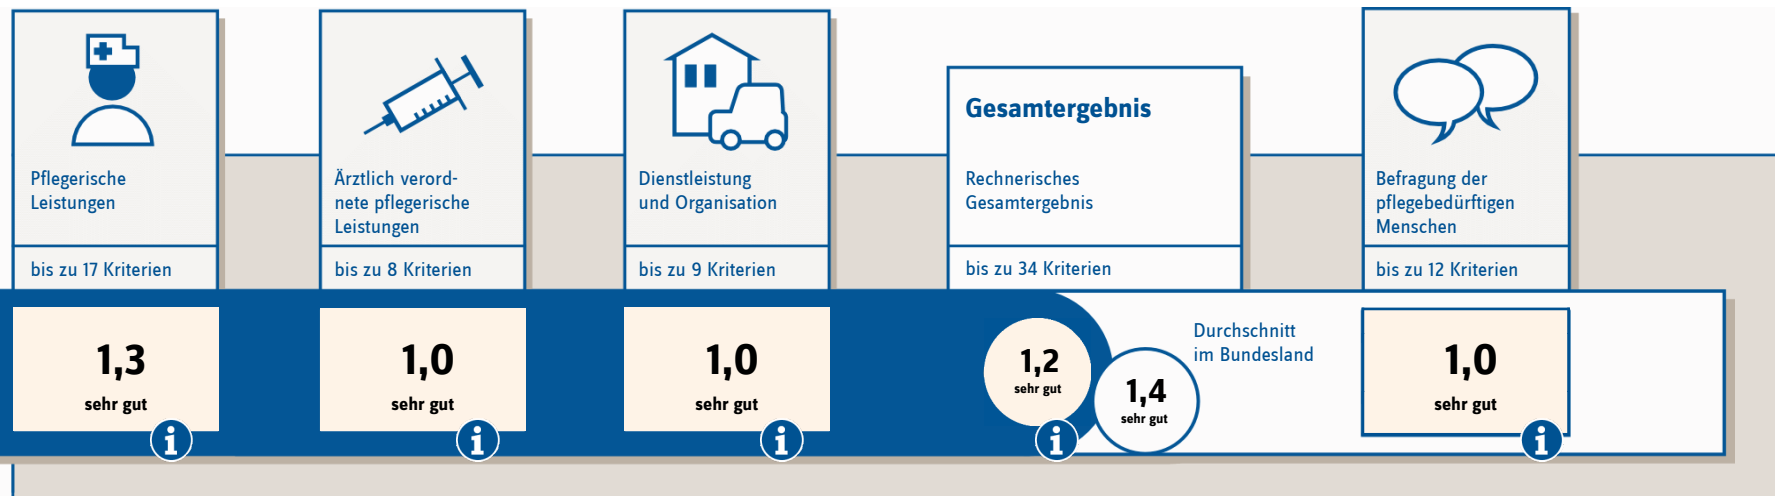 Pflegerische
Leistungen
bis zu 17 Kriterien
1,3
sehr gut
i
Ärztlich verord-
nete pflegerische
Leistungen
bis zu 8 Kriterien
1,0
sehr gut
i
Dienstleistung
und Organisation
bis zu 9 Kriterien
1,0
sehr gut
i
Gesamtergebnis
Rechnerisches
Gesamtergebnis
bis zu 34 Kriterien
1,2
sehr gut
i
1,4
sehr gut
Durchschnitt
im Bundesland
Befragung der
pflegebedürftigen
Menschen
bis zu 12 Kriterien
1,0
sehr gut
i